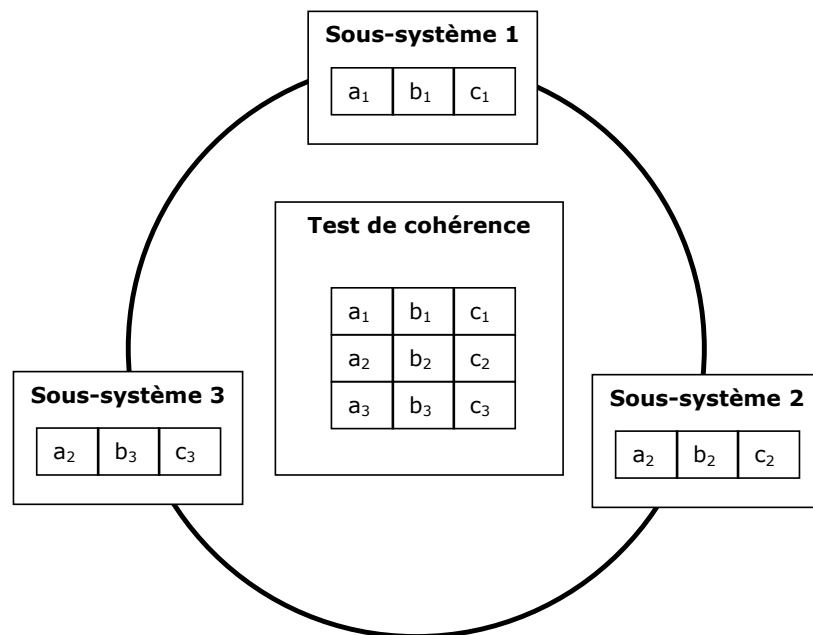 Sous-système 1
a₁ b₁ c₁
Test de cohérence
a₁ b₁ c₁
a₂ b₂ c₂
a₃ b₃ c₃
Sous-système 3
a₂ b₃ c₃
Sous-système 2
a₂ b₂ c₂